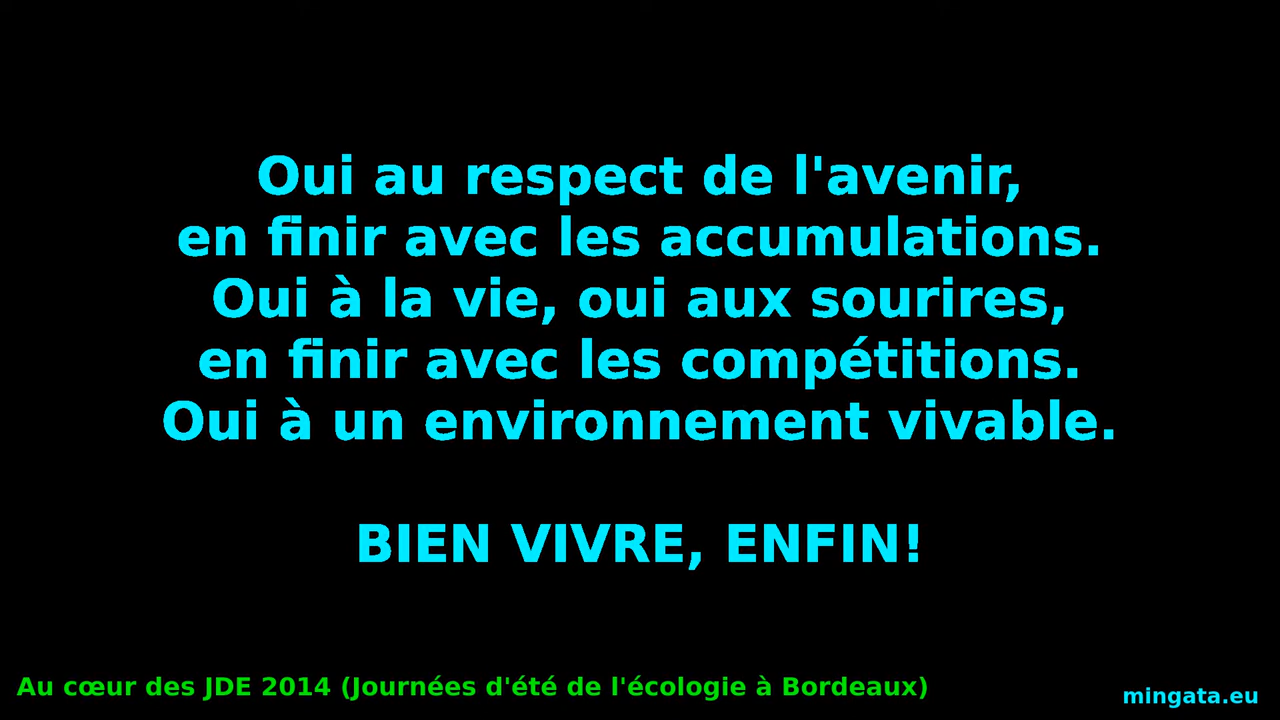 Oui au respect de l'avenir,
en finir avec les accumulations.
Oui à la vie, oui aux sourires,
en finir avec les compétitions.
Oui à un environnement vivable.
BIEN VIVRE, ENFIN!
Au cœur des JDE 2014 (Journées d'été de l'écologie à Bordeaux)
mingata.eu